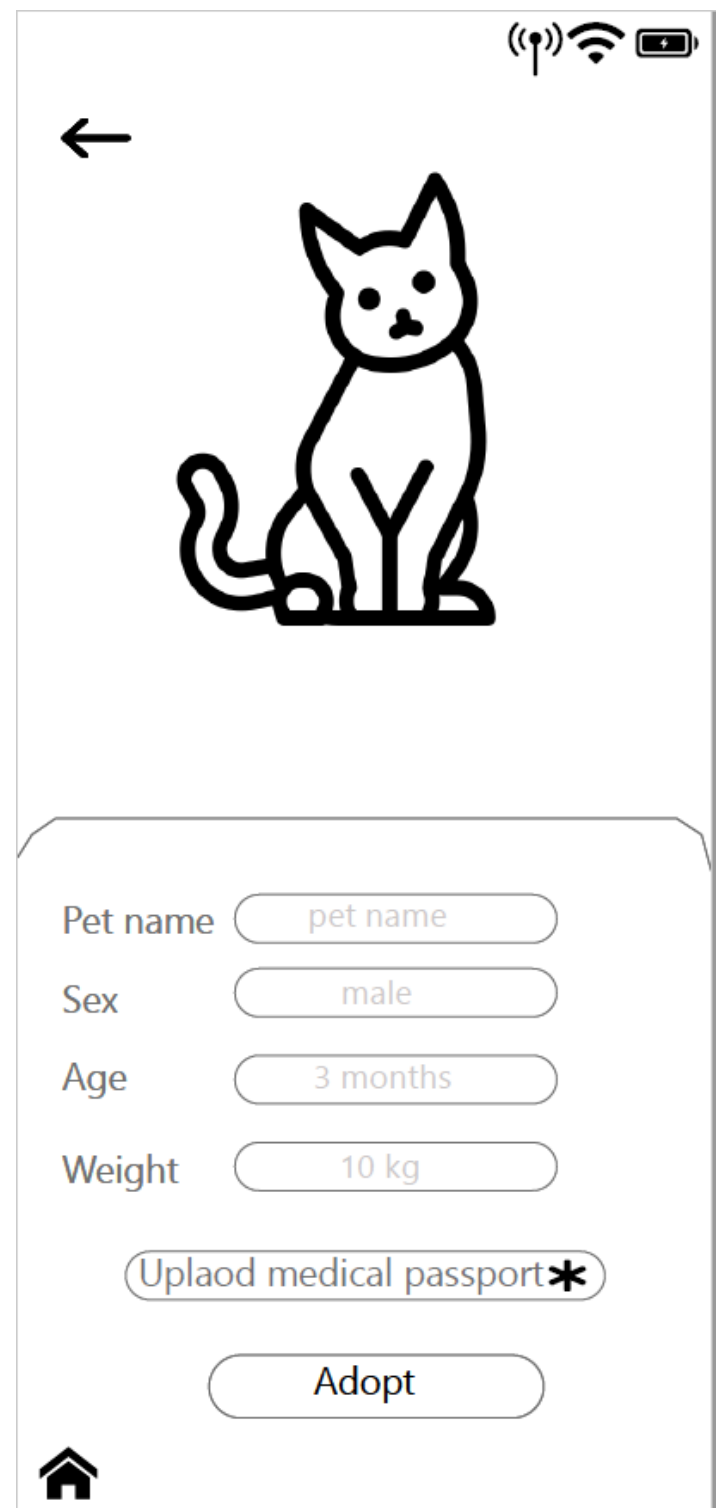 Pet name pet name
Sex male
Age 3 months
Weight 10 kg
Uplaod medical passport*
Adopt